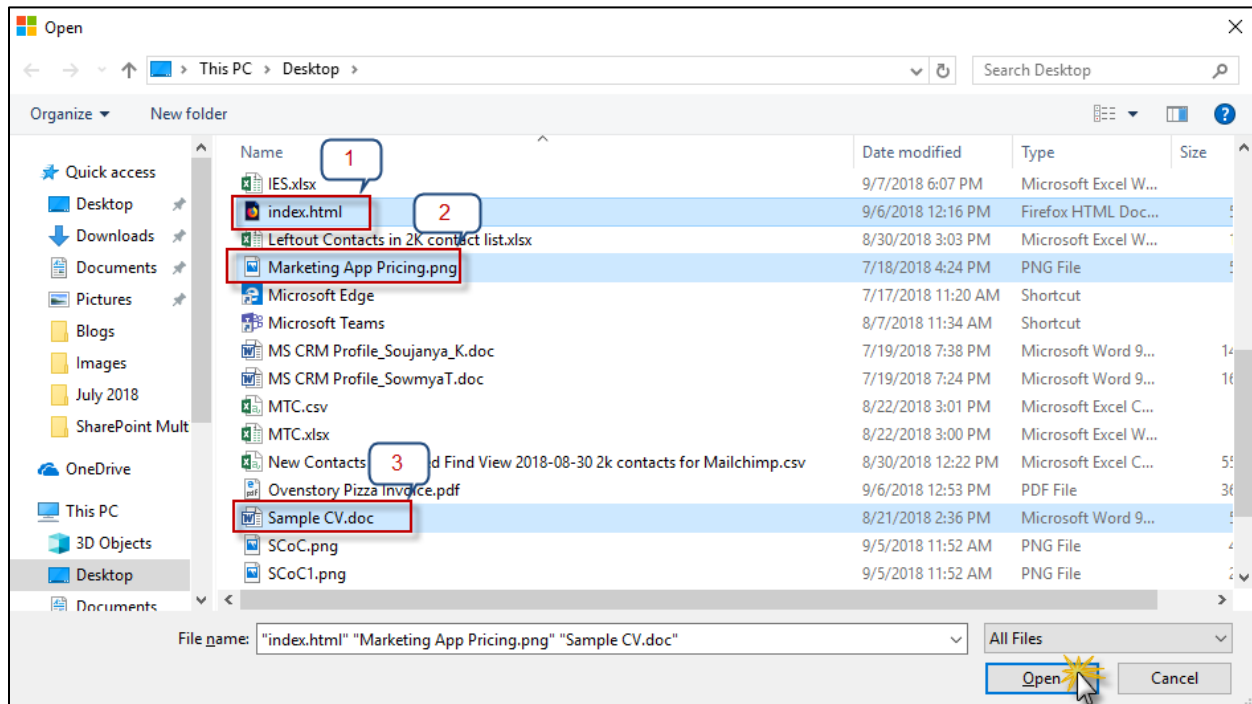 Open
This PC > Desktop >
Search Desktop
Organize
New folder
?
Name
Date modified
Type
Size
1
Quick access
Desktop
Downloads
Documents
Pictures
Blogs
Images
July 2018
SharePoint Mult
OneDrive
This PC
3D Objects
Desktop
Documents
IES.xlsx 9/7/2018 6:07 PM Microsoft Excel W...
index.html 9/6/2018 12:16 PM Firefox HTML Doc...
2
Leftout Contacts in 2K contact list.xlsx 8/30/2018 3:03 PM Microsoft Excel W...
Marketing App Pricing.png 7/18/2018 4:24 PM PNG File
Microsoft Edge 7/17/2018 11:20 AM Shortcut
Microsoft Teams 8/7/2018 11:34 AM Shortcut
MS CRM Profile_Soujanya_K.doc 7/19/2018 7:38 PM Microsoft Word 9... 14
MS CRM Profile_SowmyaT.doc 7/19/2018 7:24 PM Microsoft Word 9... 16
MTC.csv 8/22/2018 3:01 PM Microsoft Excel C...
MTC.xlsx 8/22/2018 3:00 PM Microsoft Excel W...
New Contacts 3 d Find View 2018-08-30 2k contacts for Mailchimp.csv 8/30/2018 12:22 PM Microsoft Excel C... 55
Ovenstory Pizza Invoice.pdf 9/6/2018 12:53 PM PDF File 36
Sample CV.doc 8/21/2018 2:36 PM Microsoft Word 9...
SCoC.png 9/5/2018 11:52 AM PNG File
SCoC1.png 9/5/2018 11:52 AM PNG File
File name: "index.html" "Marketing App Pricing.png" "Sample CV.doc"
All Files
Open
Cancel